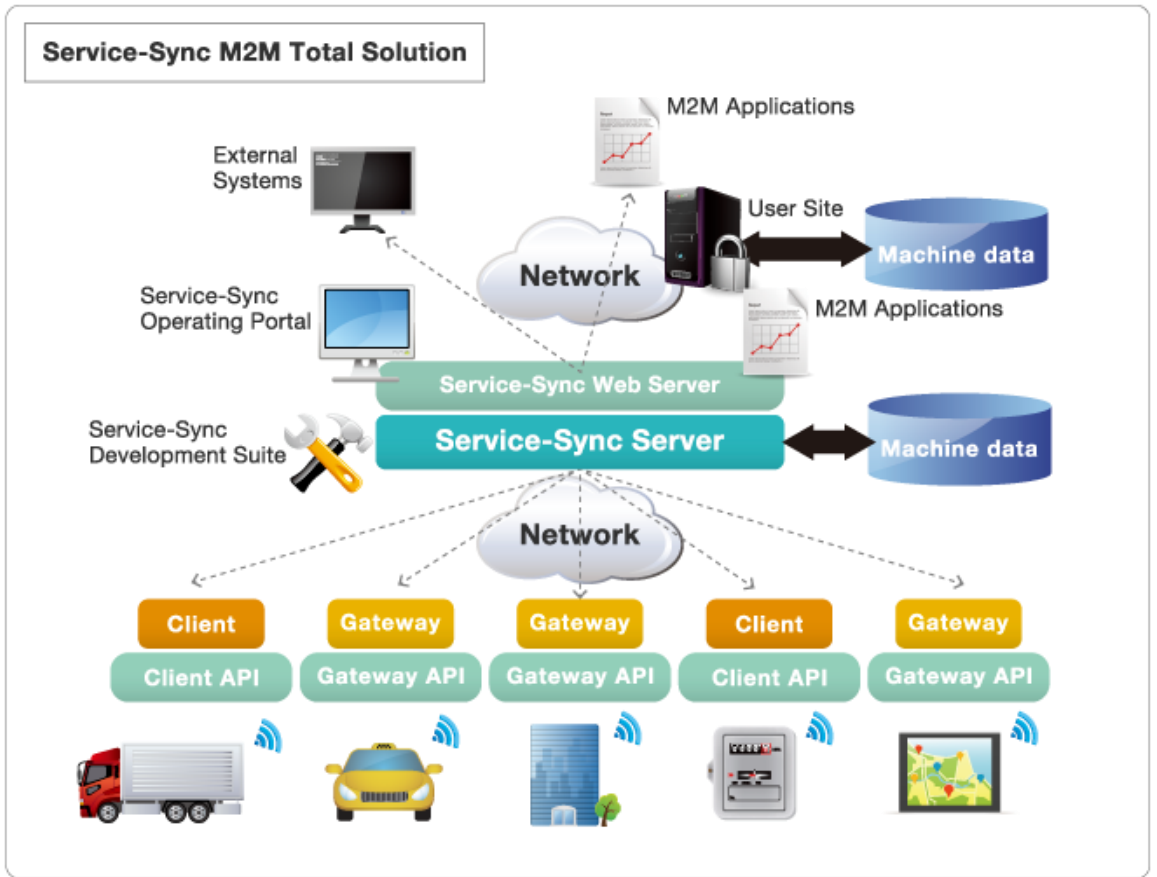 Service-Sync M2M Total Solution
M2M Applications
External
Systems
User Site
Machine data
Network
Service-Sync
Operating Portal
M2M Applications
Service-Sync Web Server
Service-Sync
Development Suite
Service-Sync Server
Machine data
Network
Client
Gateway
Gateway
Client
Gateway
Client API
Gateway API
Gateway API
Client API
Gateway API